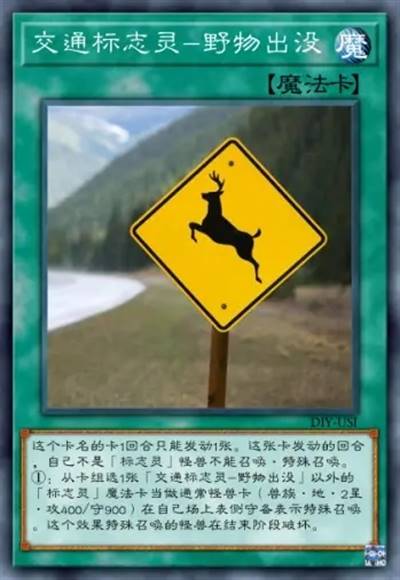 交通标志灵-野物出没 魔
【魔法卡】
DIY-USI
这个卡名的卡1回合只能发动1张。这张卡发动的回合
，自己不是「标志灵」怪兽不能召唤·特殊召唤。
①：从卡组选1张「交通标志灵-野物出没」以外的
「标志灵」魔法卡当做通常怪兽卡（兽族·地·2星
·攻400/守900）在自己场上表侧守备表示特殊召
唤。这个效果特殊召唤的怪兽在结束阶段破坏。